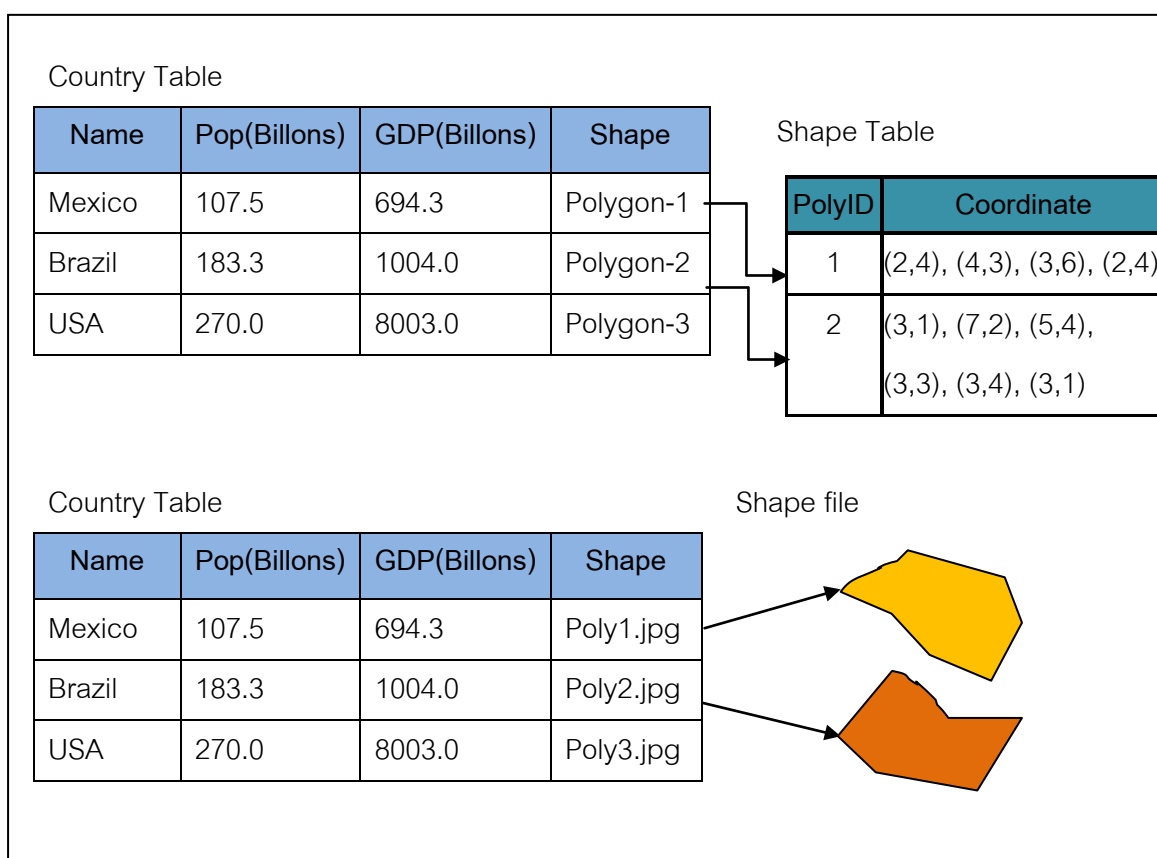 Country Table
Name Pop(Billons) GDP(Billons) Shape
Mexico 107.5 694.3 Polygon-1
Brazil 183.3 1004.0 Polygon-2
USA 270.0 8003.0 Polygon-3
Shape Table
PolyID Coordinate
1 (2,4), (4,3), (3,6), (2,4)
2 (3,1), (7,2), (5,4),
(3,3), (3,4), (3,1)
Country Table
Name Pop(Billons) GDP(Billons) Shape
Mexico 107.5 694.3 Poly1.jpg
Brazil 183.3 1004.0 Poly2.jpg
USA 270.0 8003.0 Poly3.jpg
Shape file